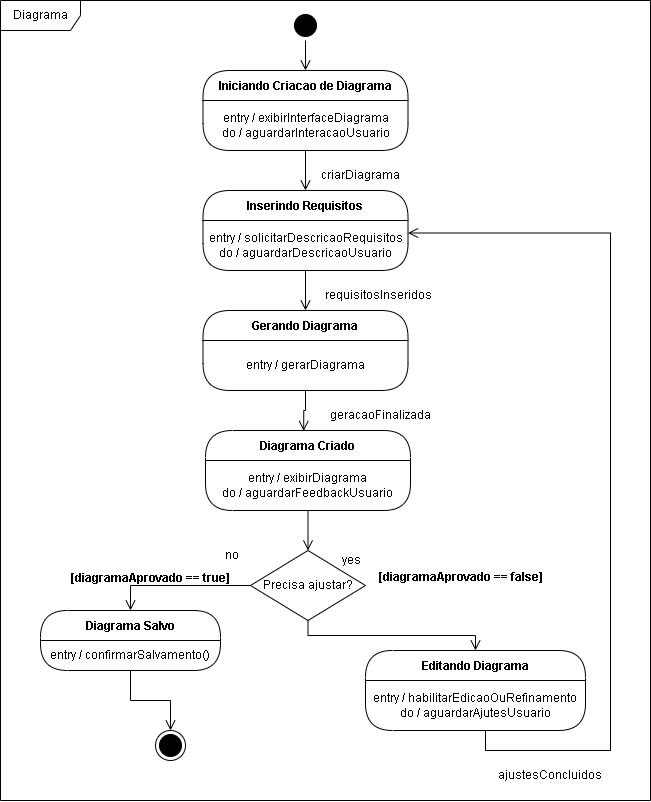 Diagrama
Iniciando Criacao de Diagrama
entry / exibirInterfaceDiagrama
do / aguardarInteracaoUsuario
criarDiagrama
Inserindo Requisitos
entry / solicitarDescricaoRequisitos
do / aguardarDescricaoUsuario
requisitosInseridos
Gerando Diagrama
entry / gerarDiagrama
geracaoFinalizada
Diagrama Criado
entry / exibirDiagrama
do / aguardarFeedbackUsuario
no
yes
[diagramaAprovado == true]
Precisa ajustar?
[diagramaAprovado == false]
Diagrama Salvo
entry / confirmarSalvamento()
Editando Diagrama
entry / habilitarEdicaoOuRefinamento
do / aguardarAjutesUsuario
ajustesConcluidos